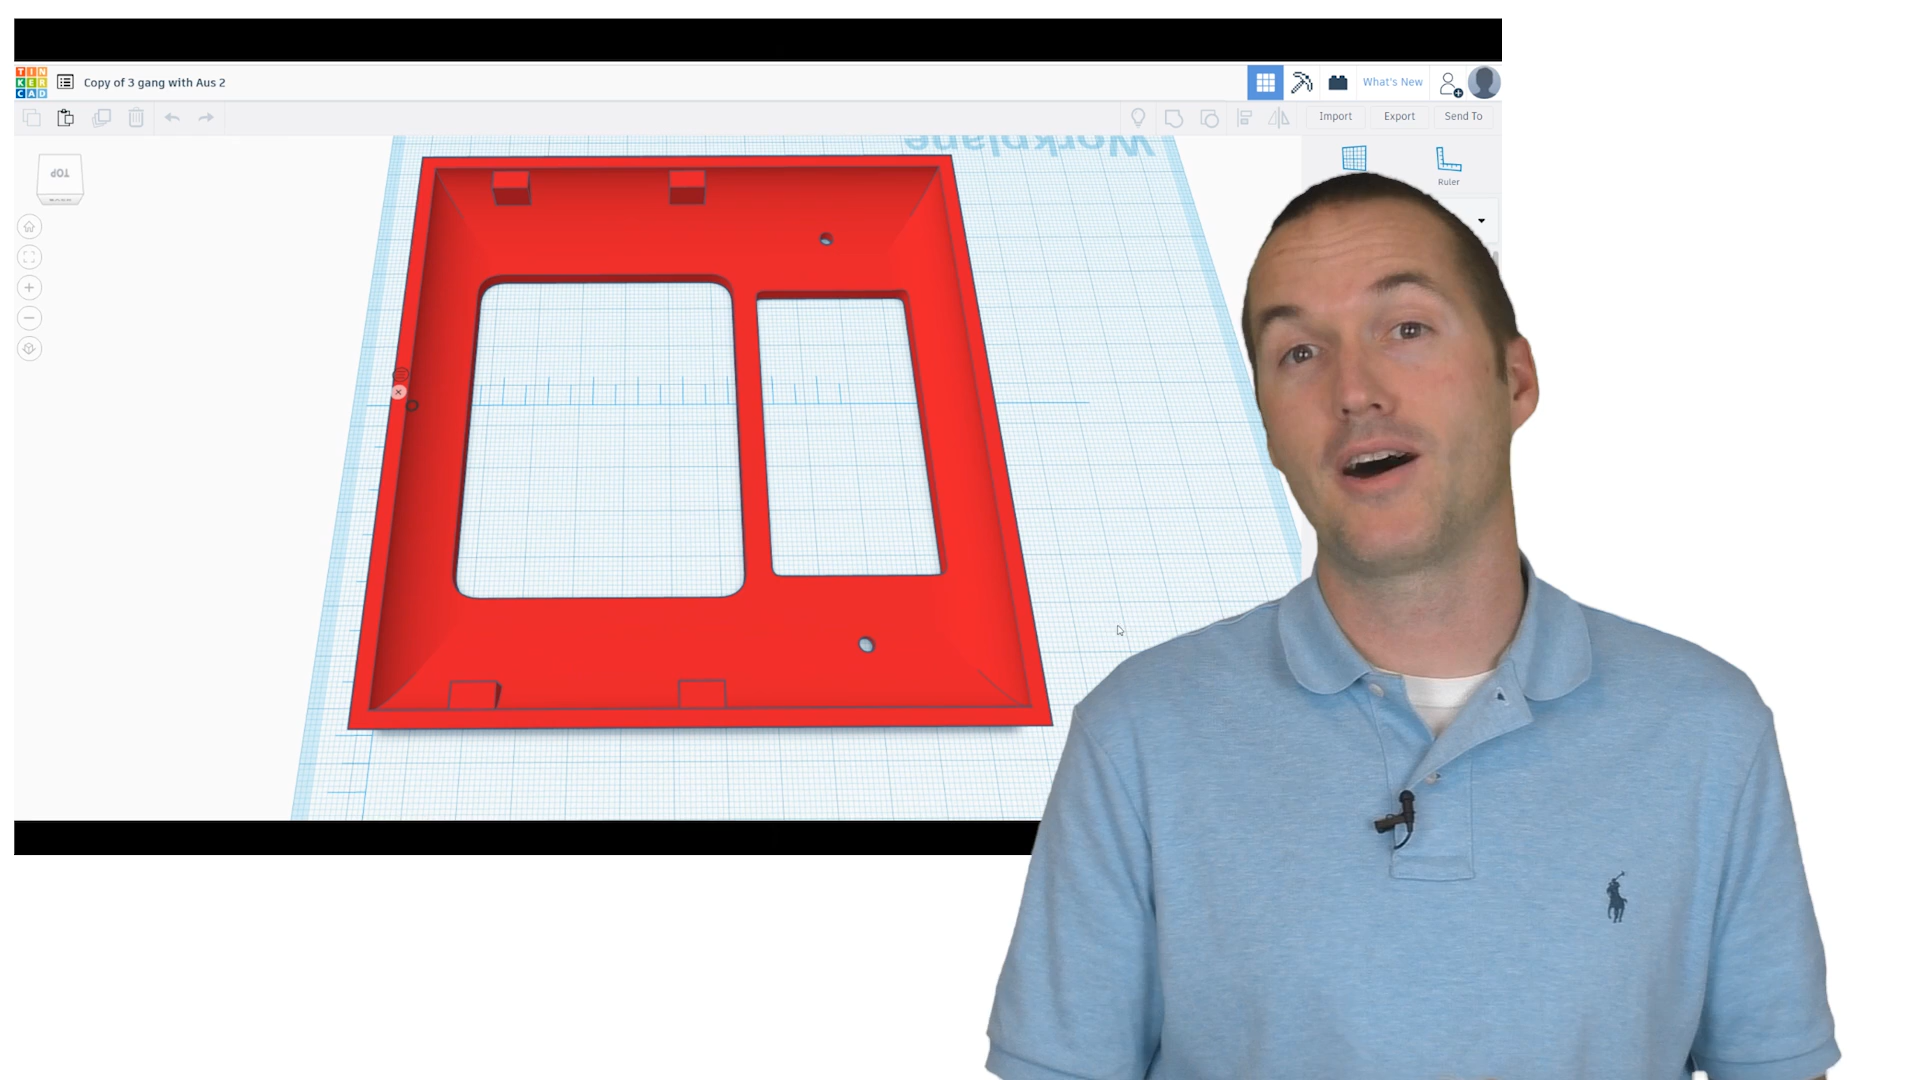 TIN
KER
CAD
Copy of 3 gang with Aus 2
What's New
Import
Export
Send To
Workplane
TOP
Ruler